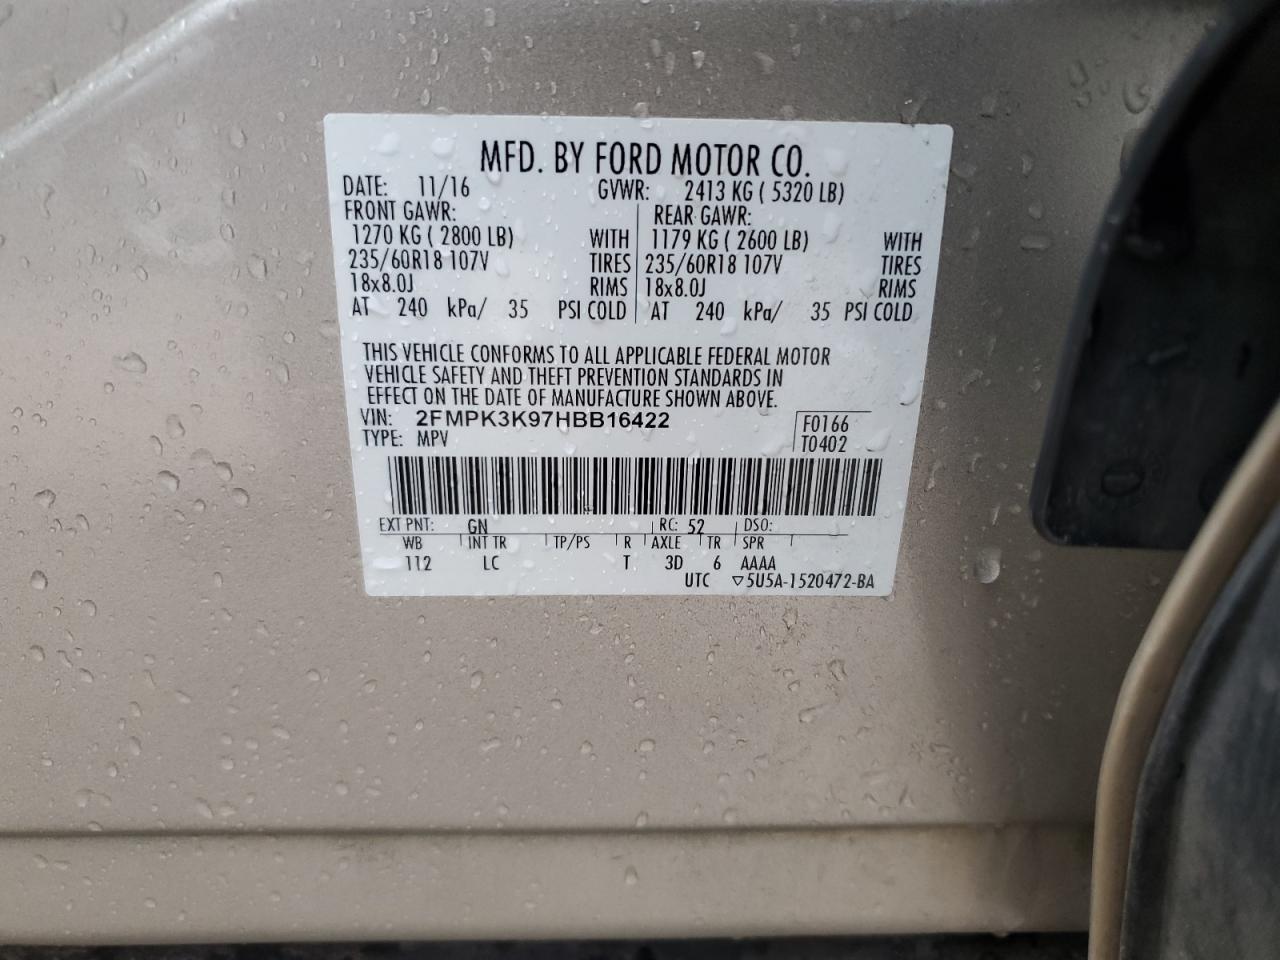 MFD. BY FORD MOTOR CO.
DATE: 11/16 GVWR: 2413 KG ( 5320 LB)
FRONT GAWR: REAR GAWR:
1270 KG ( 2800 LB) WITH 1179 KG ( 2600 LB) WITH
235/60R18 107V TIRES 235/60R18 107V TIRES
18x8.0J RIMS 18x8.0J RIMS
AT 240 kPa/ 35 PSI COLD AT 240 kPa/ 35 PSI COLD
THIS VEHICLE CONFORMS TO ALL APPLICABLE FEDERAL MOTOR
VEHICLE SAFETY AND THEFT PREVENTION STANDARDS IN
EFFECT ON THE DATE OF MANUFACTURE SHOWN ABOVE.
VIN: 2FMPK3K97HBB16422 F0166
TYPE: MPV T0402
EXT PNT: GN RC: 52 DSO:
WB INT TR TP/PS R AXLE TR SPR
112 LC T 3D 6 AAAA
UTC ▽5U5A-1520472-BA